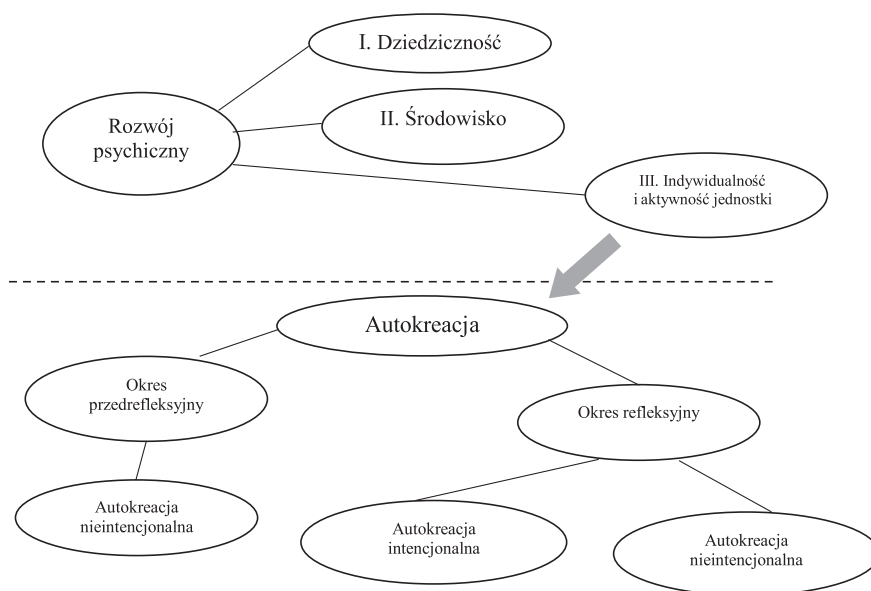 I. Dziedziczność
Rozwój
psychiczny
II. Środowisko
III. Indywidualność
i aktywność jednostki
Autokreacja
Okres
przedrefleksyjny
Okres refleksyjny
Autokreacja
nieintencjonalna
Autokreacja
intencjonalna
Autokreacja
nieintencjonalna